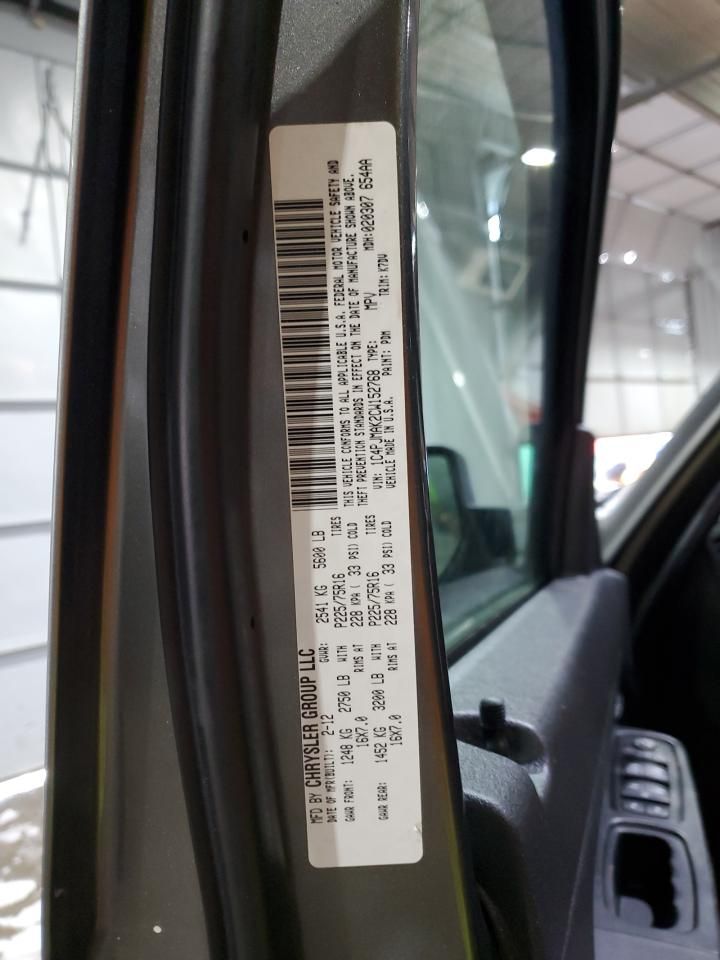 MFD BY CHRYSLER GROUP LLC
DATE OF MFR(BUILT): 2-12 GVWR: 2541 KG 5600 LB
GAWR FRONT: 1248 KG 2750 LB WITH P225/75R16 TIRES
16X7.0 RIMS AT 228 KPA ( 33 PSI) COLD
GAWR REAR: 1452 KG 3200 LB WITH P225/75R16 TIRES
16X7.0 RIMS AT 228 KPA ( 33 PSI) COLD
THIS VEHICLE CONFORMS TO ALL APPLICABLE U.S.A. FEDERAL MOTOR VEHICLE SAFETY AND
THEFT PREVENTION STANDARDS IN EFFECT ON THE DATE OF MANUFACTURE SHOWN ABOVE.
VIN: 1C4PJMAK2CW152768 TYPE: MPV MDH:020307 654AA
VEHICLE MADE IN U.S.A. PAINT: PDM TRIM: K7DV